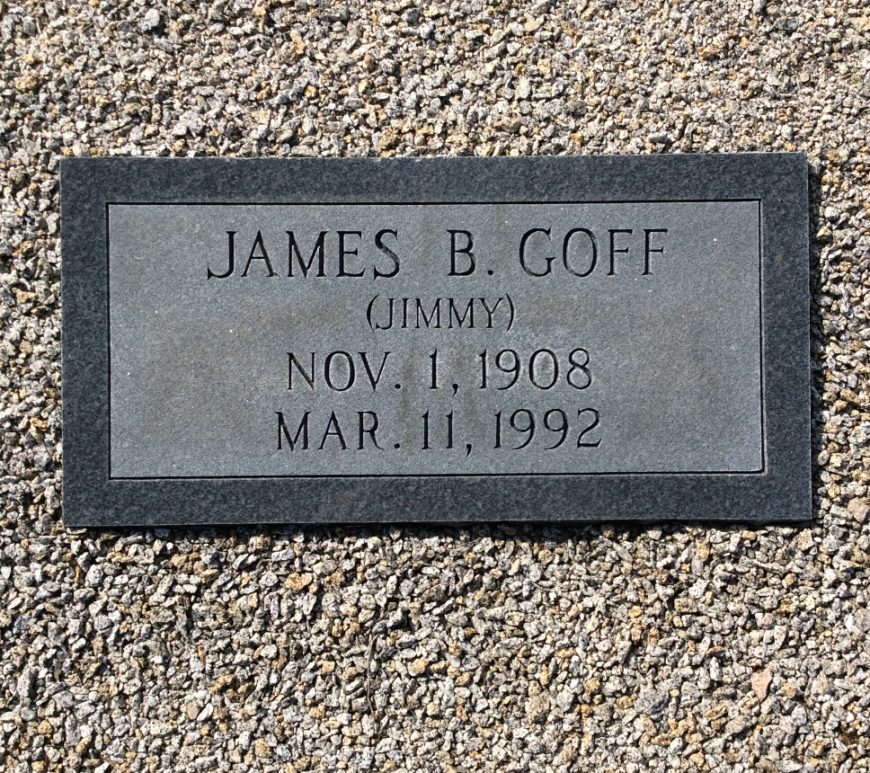 JAMES B. GOFF
(JIMMY)
NOV. 1, 1908
MAR. 11, 1992